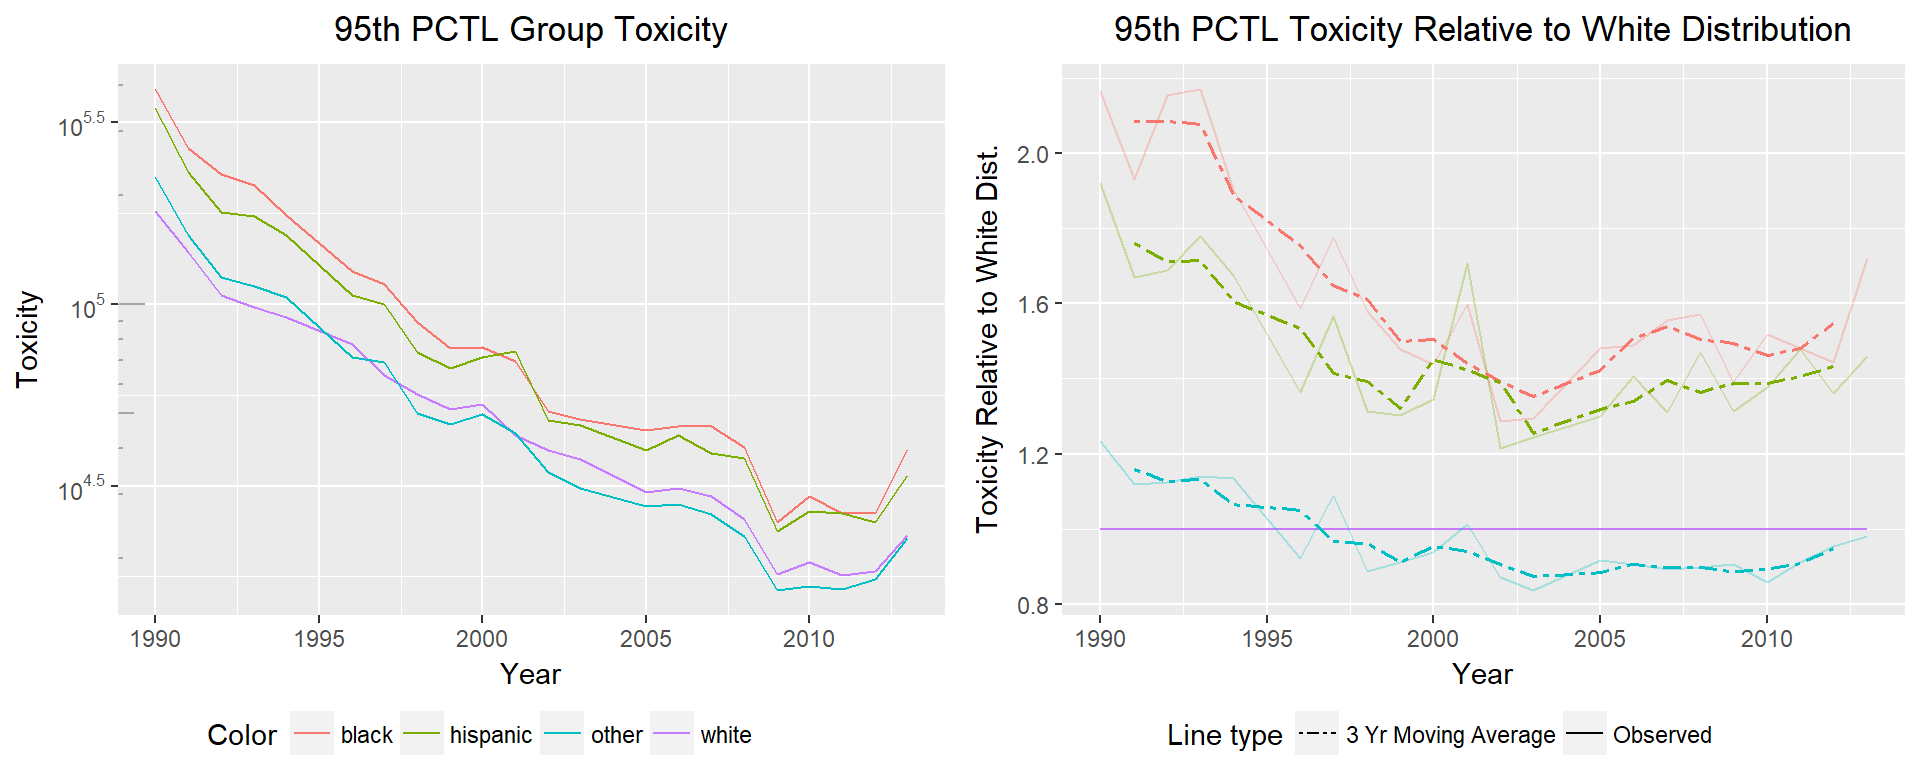 95th PCTL Group Toxicity
Toxicity
10^5.5
10^5
10^4.5
1990 1995 2000 2005 2010
Year
Color black hispanic other white
95th PCTL Toxicity Relative to White Distribution
Toxicity Relative to White Dist.
2.0
1.6
1.2
0.8
1990 1995 2000 2005 2010
Year
Line type 3 Yr Moving Average Observed